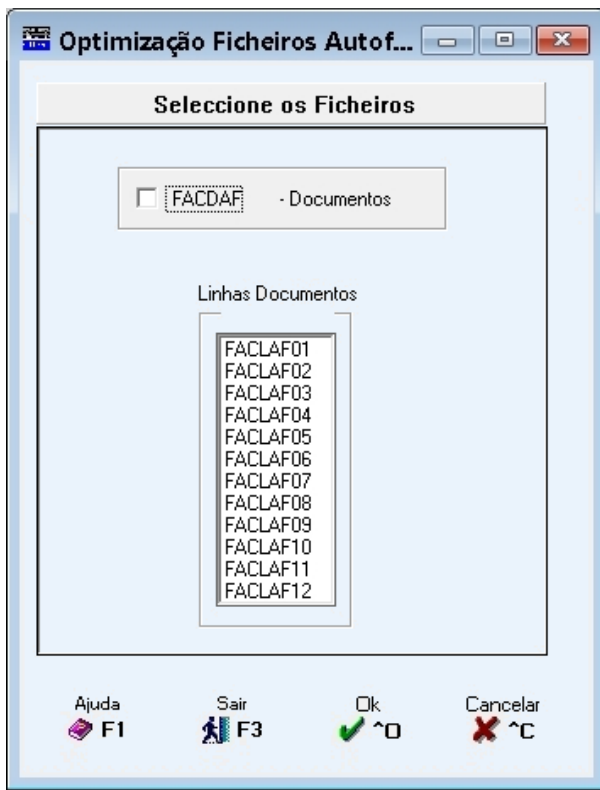 Optimização Ficheiros Autof...
Seleccione os Ficheiros
FACDAF - Documentos
Linhas Documentos
FACLAF01
FACLAF02
FACLAF03
FACLAF04
FACLAF05
FACLAF06
FACLAF07
FACLAF08
FACLAF09
FACLAF10
FACLAF11
FACLAF12
Ajuda Sair Ok Cancelar
F1 F3 ^O ^C